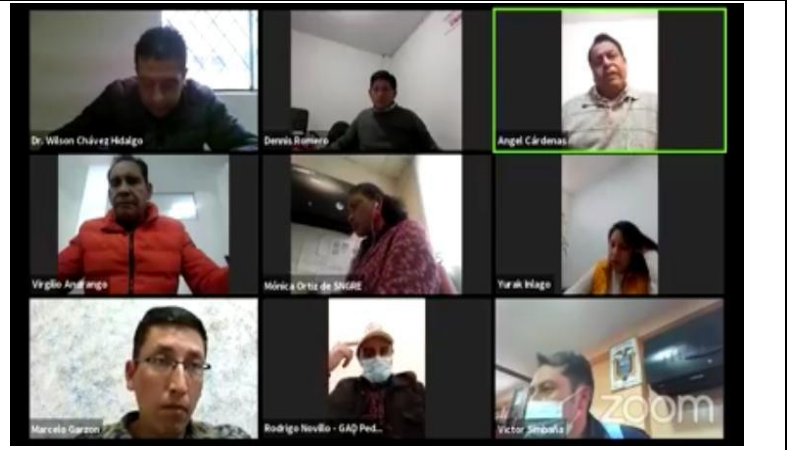 Dr. Wilson Chávez Hidalgo
Dennis Romero
Angel Cárdenas
Virgilio Andrango
Mónica Ortiz de SNGRE
Yurak Inlago
Marcelo Garzon
Rodrigo Novillo - GAD Ped...
Victor Simbaña
zoom